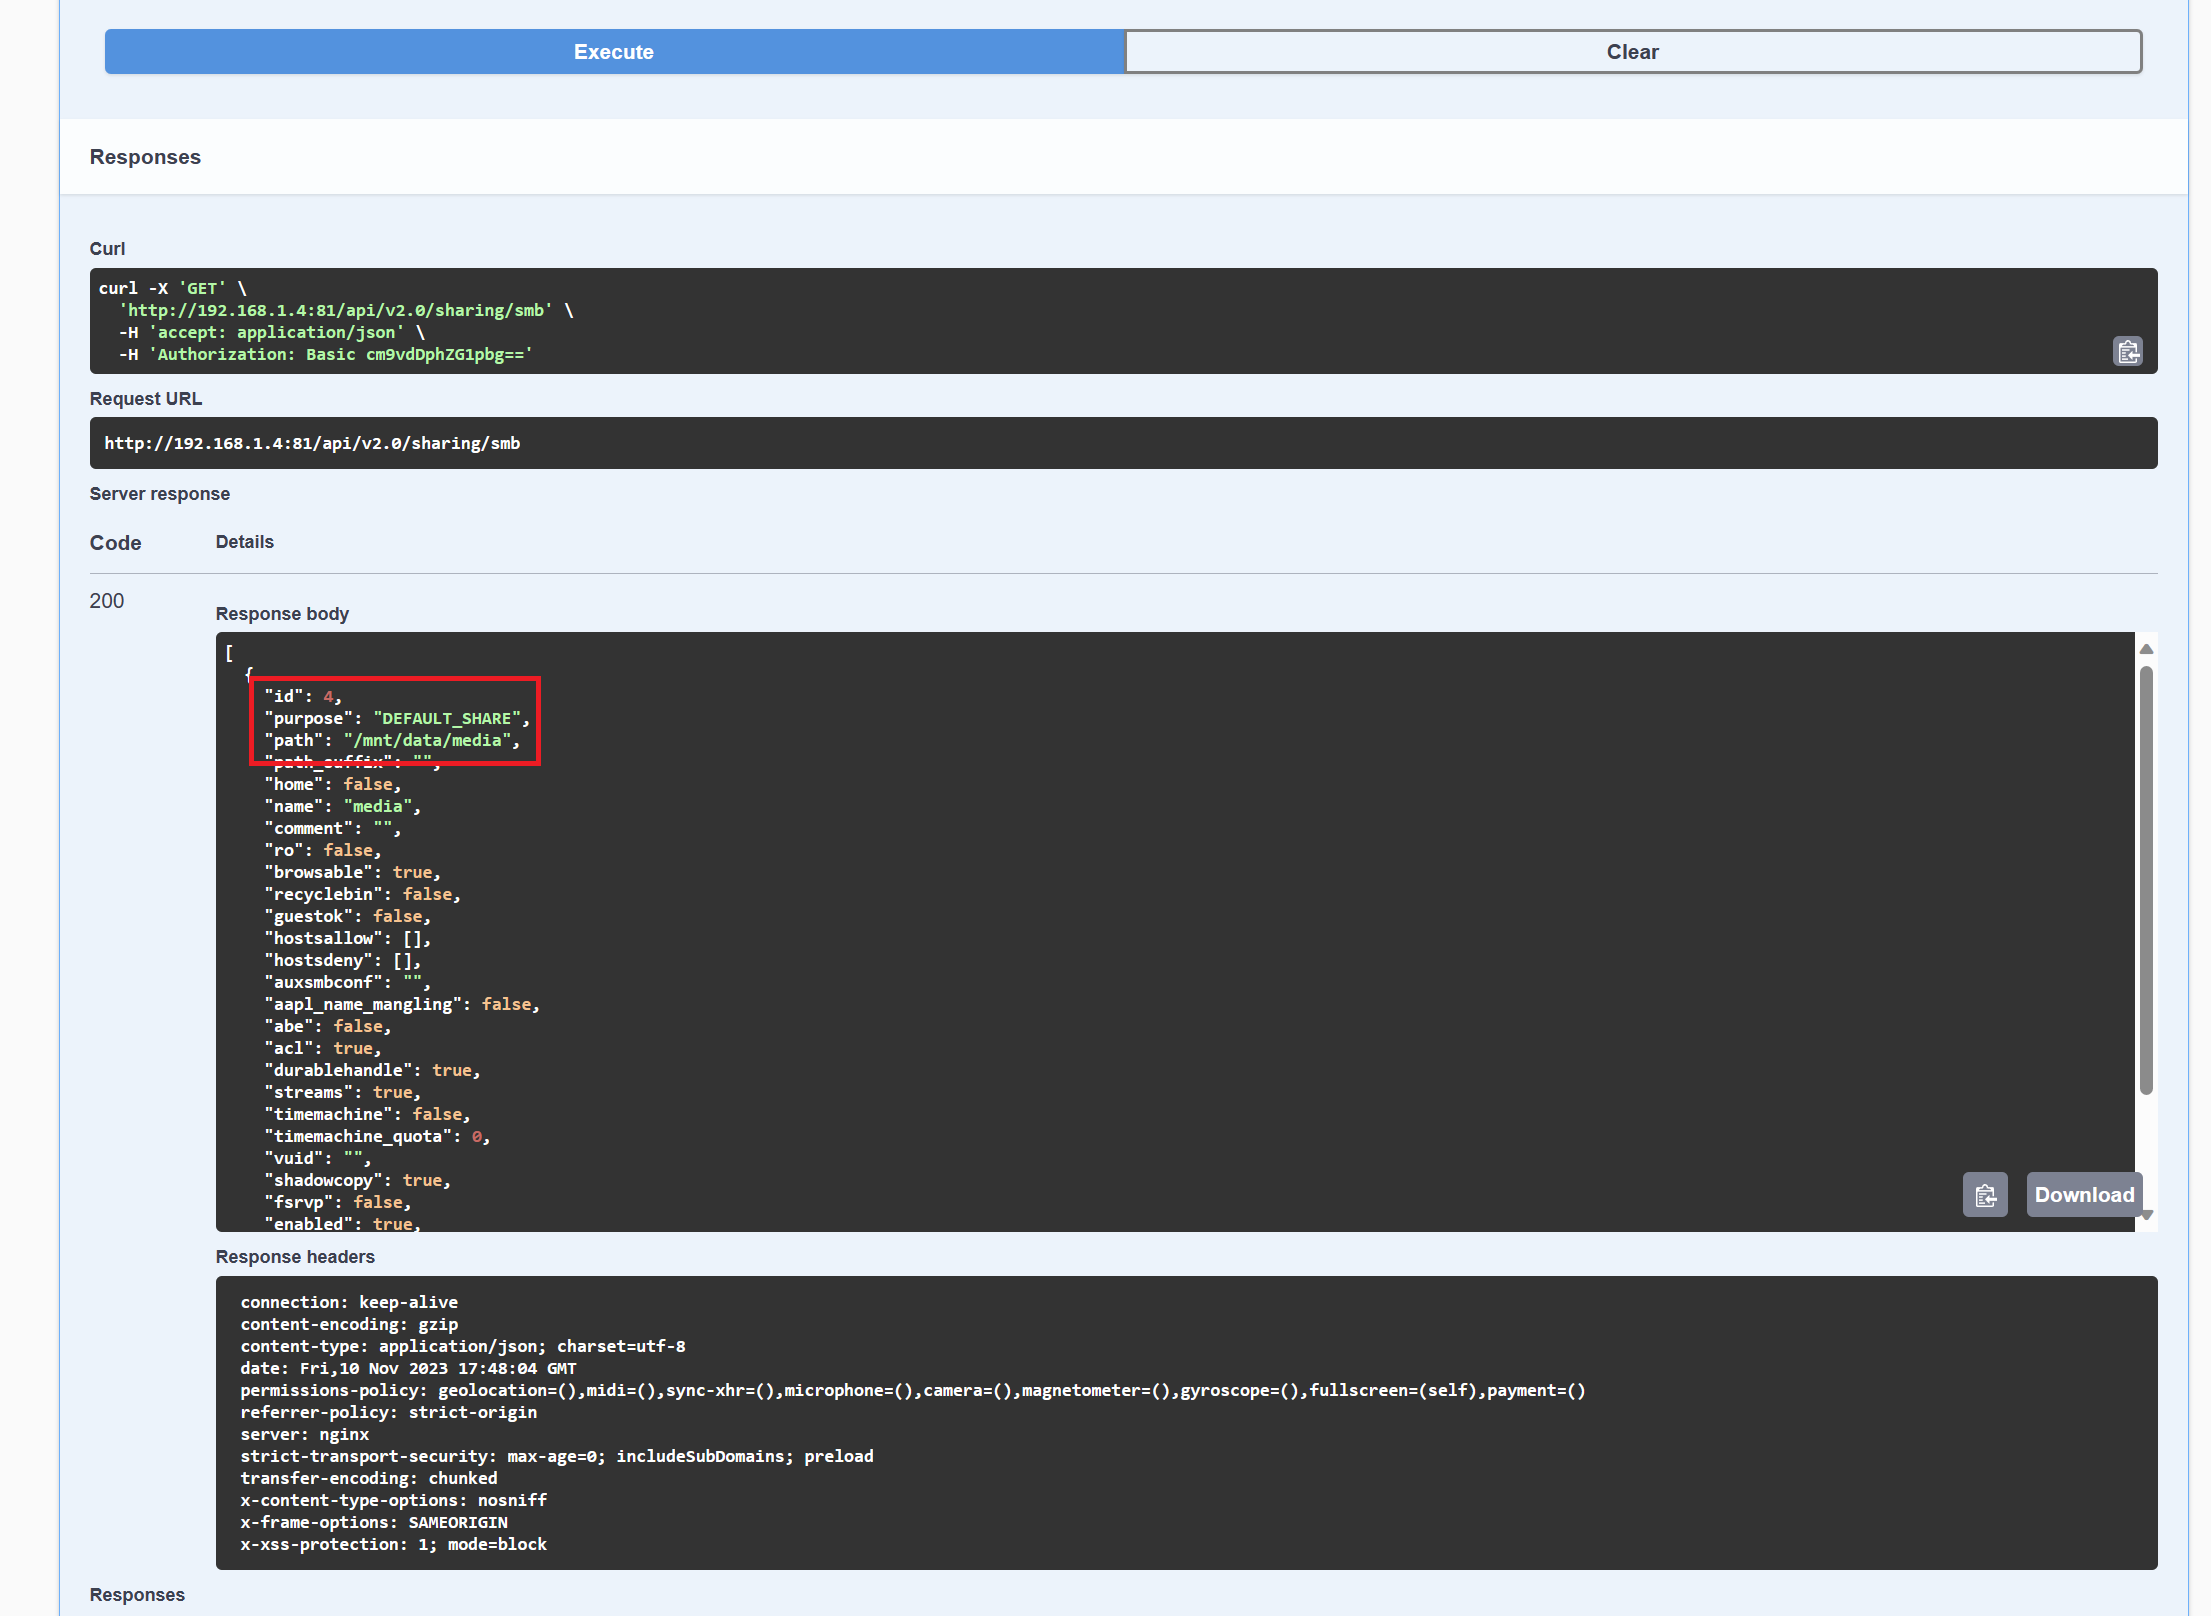 Execute
Clear
Responses
Curl
curl -X 'GET' \
'http://192.168.1.4:81/api/v2.0/sharing/smb' \
-H 'accept: application/json' \
-H 'Authorization: Basic cm9vdDphZG1pbg=='
Request URL
http://192.168.1.4:81/api/v2.0/sharing/smb
Server response
Code
Details
200
Response body
[
{
"id": 4,
"purpose": "DEFAULT_SHARE",
"path": "/mnt/data/media",
"path_suffix": "",
"home": false,
"name": "media",
"comment": "",
"ro": false,
"browsable": true,
"recyclebin": false,
"guestok": false,
"hostsallow": [],
"hostsdeny": [],
"auxsmbconf": "",
"aapl_name_mangling": false,
"abe": false,
"acl": true,
"durablehandle": true,
"streams": true,
"timemachine": false,
"timemachine_quota": 0,
"vuid": "",
"shadowcopy": true,
"fsrvp": false,
"enabled": true,
Download
Response headers
connection: keep-alive
content-encoding: gzip
content-type: application/json; charset=utf-8
date: Fri,10 Nov 2023 17:48:04 GMT
permissions-policy: geolocation=(),midi=(),sync-xhr=(),microphone=(),camera=(),magnetometer=(),gyroscope=(),fullscreen=(self),payment=()
referrer-policy: strict-origin
server: nginx
strict-transport-security: max-age=0; includeSubDomains; preload
transfer-encoding: chunked
x-content-type-options: nosniff
x-frame-options: SAMEORIGIN
x-xss-protection: 1; mode=block
Responses